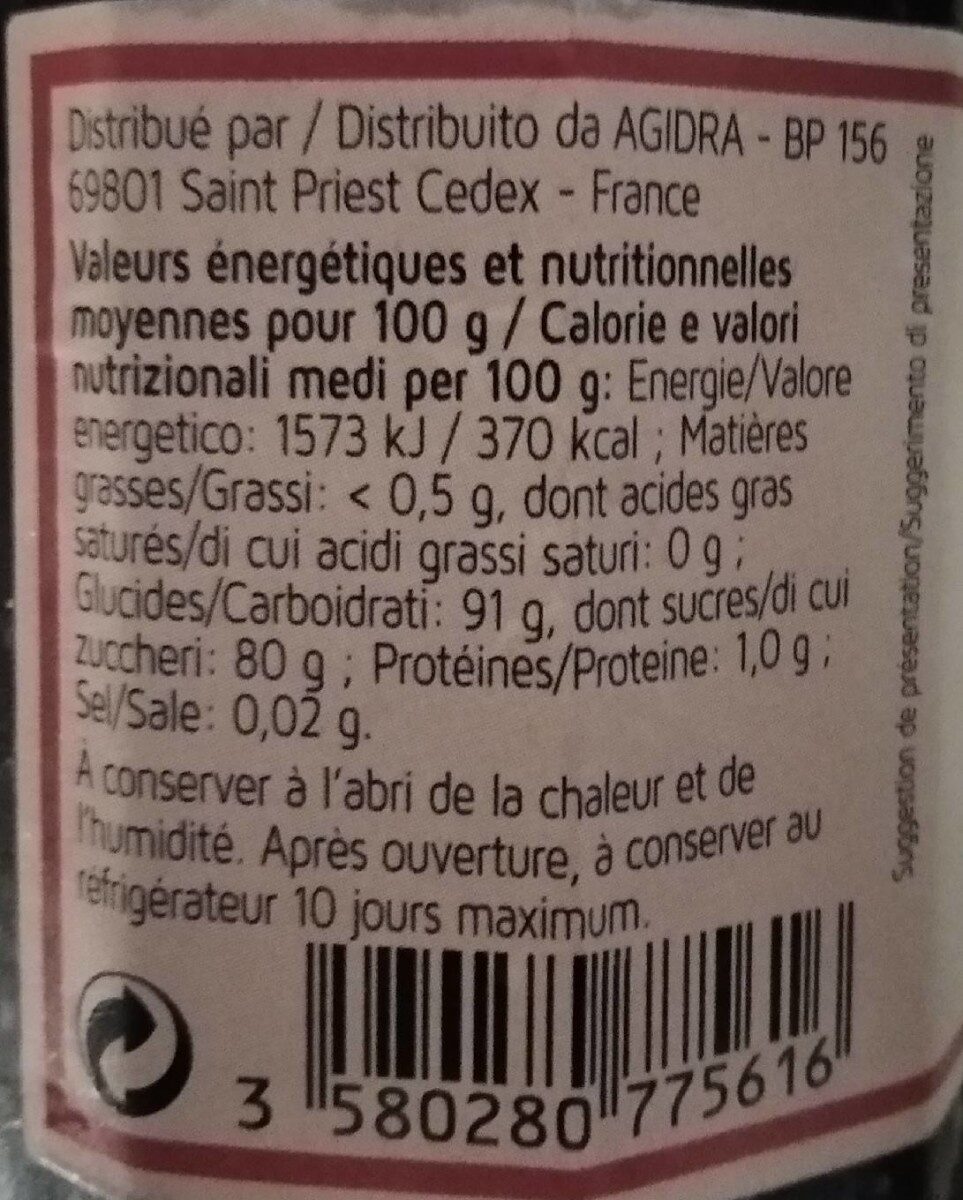 Distribué par / Distribuito da AGIDRA - BP 156
69801 Saint Priest Cedex - France
Valeurs énergétiques et nutritionnelles
moyennes pour 100 g / Calorie e valori
nutrizionali medi per 100 g: Energie/Valore
energetico: 1573 kJ / 370 kcal ; Matières
grasses/Grassi: < 0,5 g, dont acides gras
saturés/di cui acidi grassi saturi: 0 g ;
Glucides/Carboidrati: 91 g, dont sucres/di cui
zuccheri: 80 g ; Protéines/Proteine: 1,0 g ;
Sel/Sale: 0,02 g.
À conserver à l'abri de la chaleur et de
l'humidité. Après ouverture, à conserver au
réfrigérateur 10 jours maximum.
3 580280 775616
Suggestion de présentation/Suggerimento di presentazione